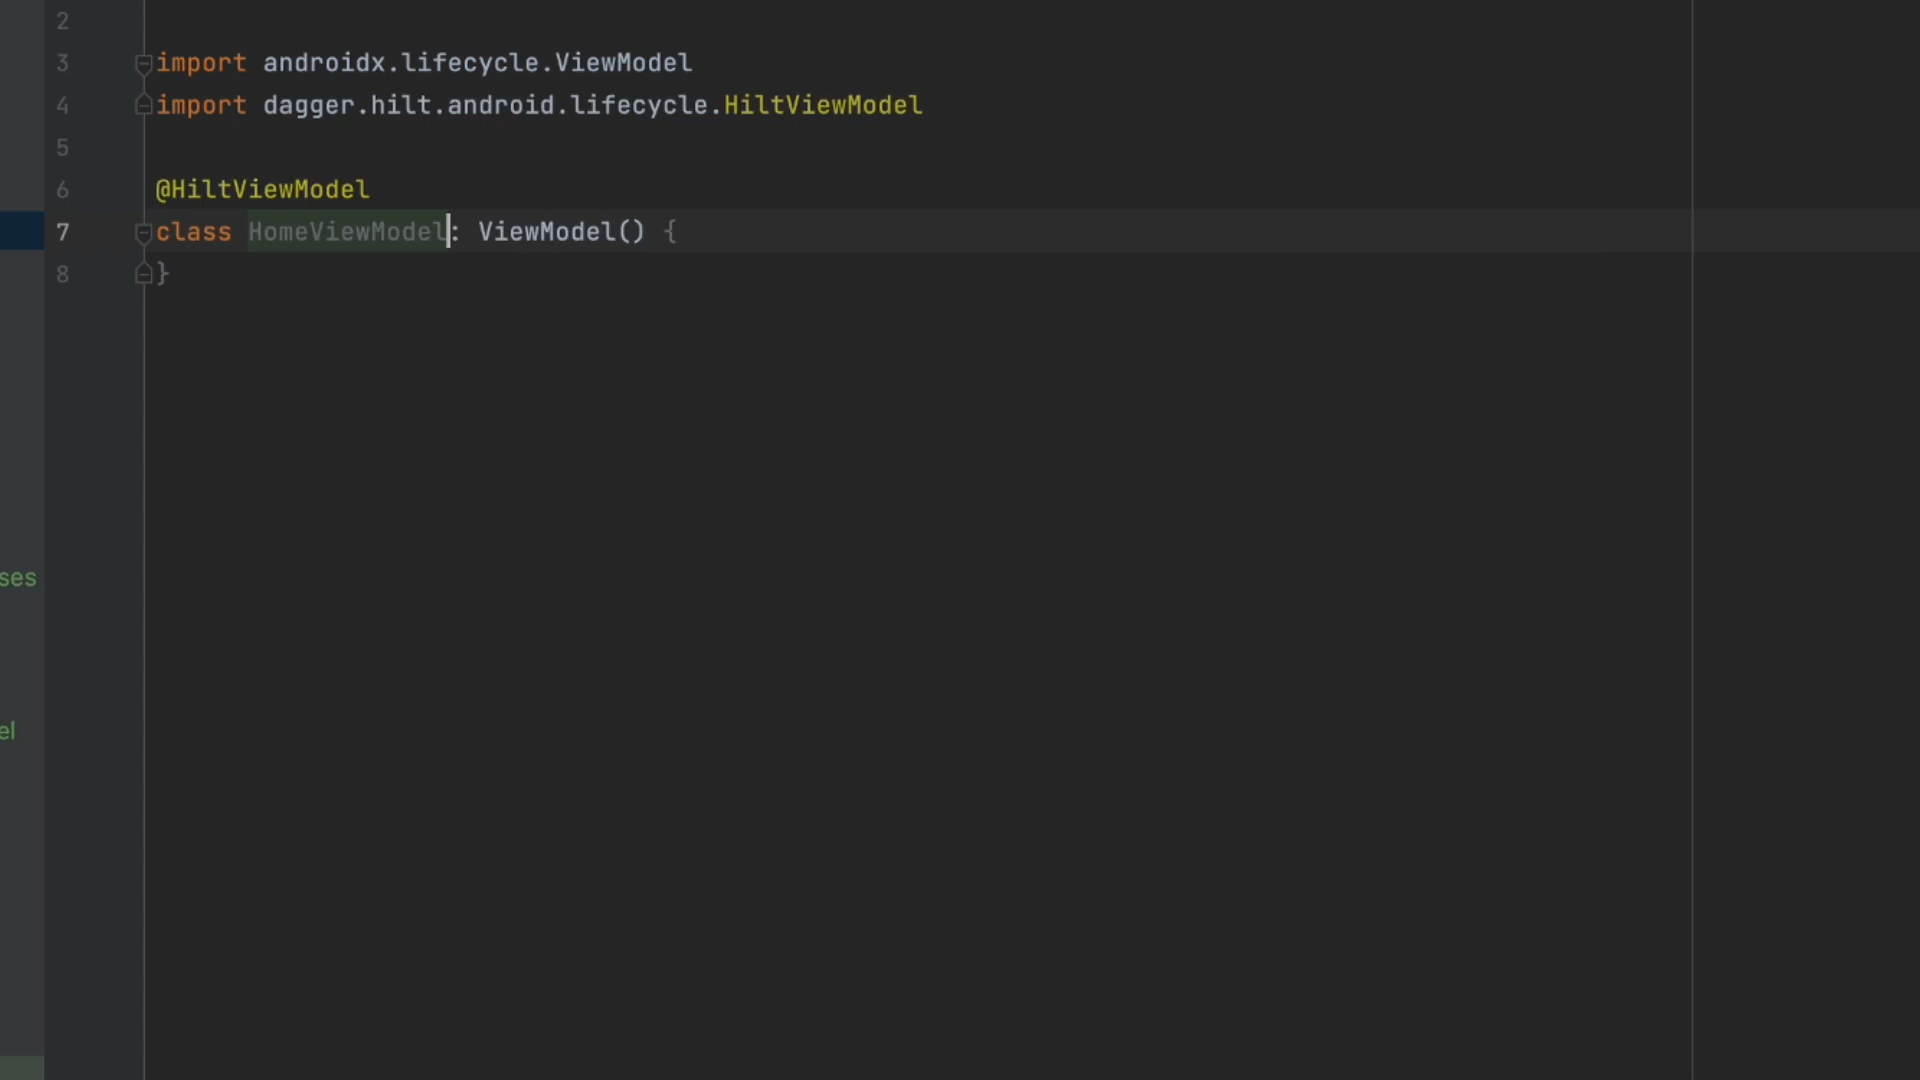 2
3 import androidx.lifecycle.ViewModel
4 import dagger.hilt.android.lifecycle.HiltViewModel
5
6 @HiltViewModel
7 class HomeViewModel: ViewModel() {
8 }
ses
el